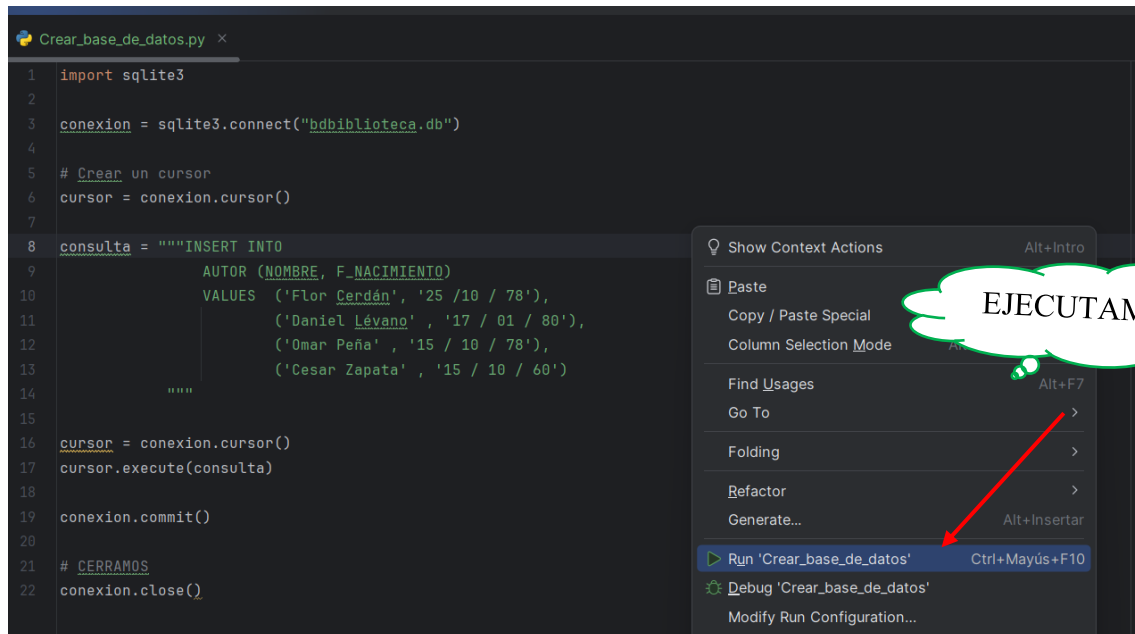 Crear_base_de_datos.py ×
1 import sqlite3
2
3 conexion = sqlite3.connect("bdbiblioteca.db")
4
5 # Crear un cursor
6 cursor = conexion.cursor()
7
8 consulta = """INSERT INTO
9 AUTOR (NOMBRE, F_NACIMIENTO)
10 VALUES ('Flor Cerdán', '25 /10 / 78'),
11 ('Daniel Lévano' , '17 / 01 / 80'),
12 ('Omar Peña' , '15 / 10 / 78'),
13 ('Cesar Zapata' , '15 / 10 / 60')
14 """
15
16 cursor = conexion.cursor()
17 cursor.execute(consulta)
18
19 conexion.commit()
20
21 # CERRAMOS
22 conexion.close()
Show Context Actions Alt+Intro
Paste
Copy / Paste Special
Column Selection Mode
Find Usages Alt+F7
Go To >
Folding >
Refactor >
Generate... Alt+Insertar
Run 'Crear_base_de_datos' Ctrl+Mayús+F10
Debug 'Crear_base_de_datos'
Modify Run Configuration...
EJECUTAM